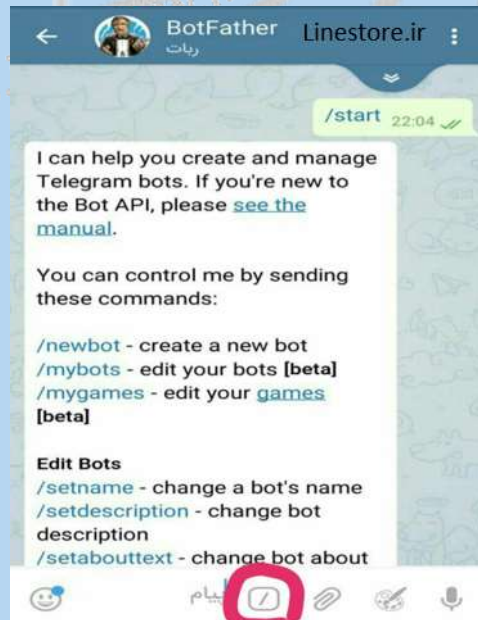 BotFather
Linestore.ir
ربات
/start 22:04
I can help you create and manage
Telegram bots. If you're new to
the Bot API, please see the
manual.
You can control me by sending
these commands:
/newbot - create a new bot
/mybots - edit your bots [beta]
/mygames - edit your games
[beta]
Edit Bots
/setname - change a bot's name
/setdescription - change bot
description
/setabouttext - change bot about
پیام
/